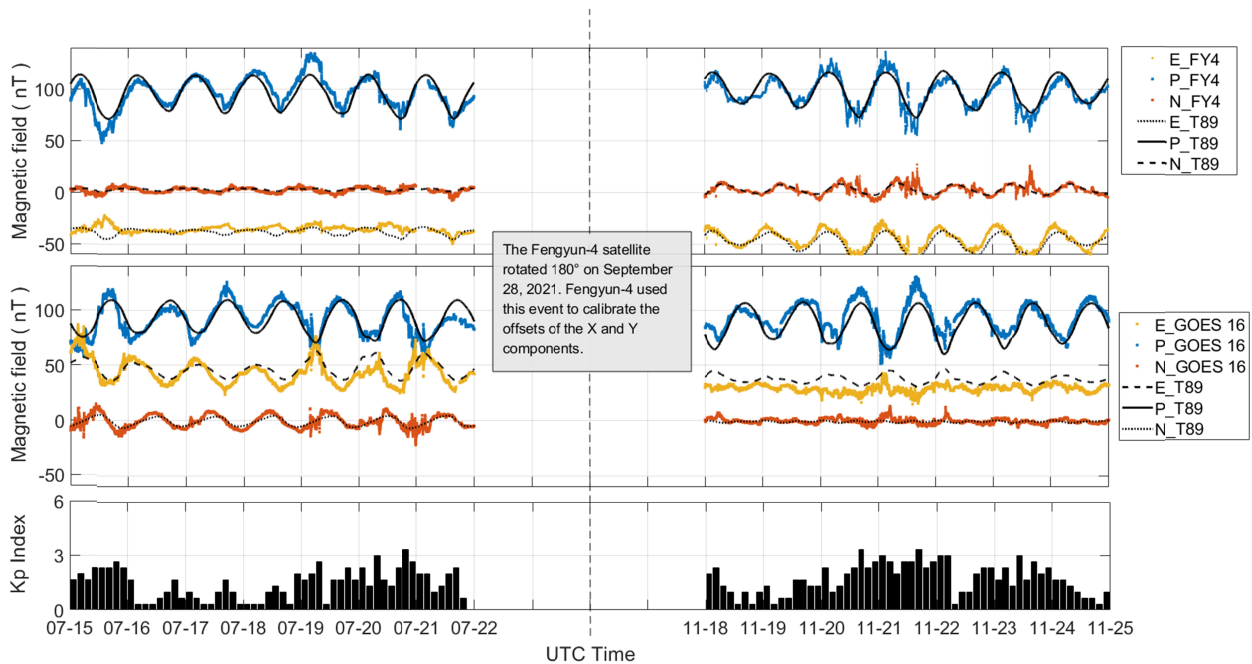 Magnetic field ( nT )
100
50
0
-50
E_FY4
P_FY4
N_FY4
E_T89
P_T89
N_T89
The Fengyun-4 satellite
rotated 180° on September
28, 2021. Fengyun-4 used
this event to calibrate the
offsets of the X and Y
components.
Magnetic field ( nT )
100
50
0
-50
E_GOES 16
P_GOES 16
N_GOES 16
E_T89
P_T89
N_T89
Kp Index
6
3
0
07-15 07-16 07-17 07-18 07-19 07-20 07-21 07-22 11-18 11-19 11-20 11-21 11-22 11-23 11-24 11-25
UTC Time